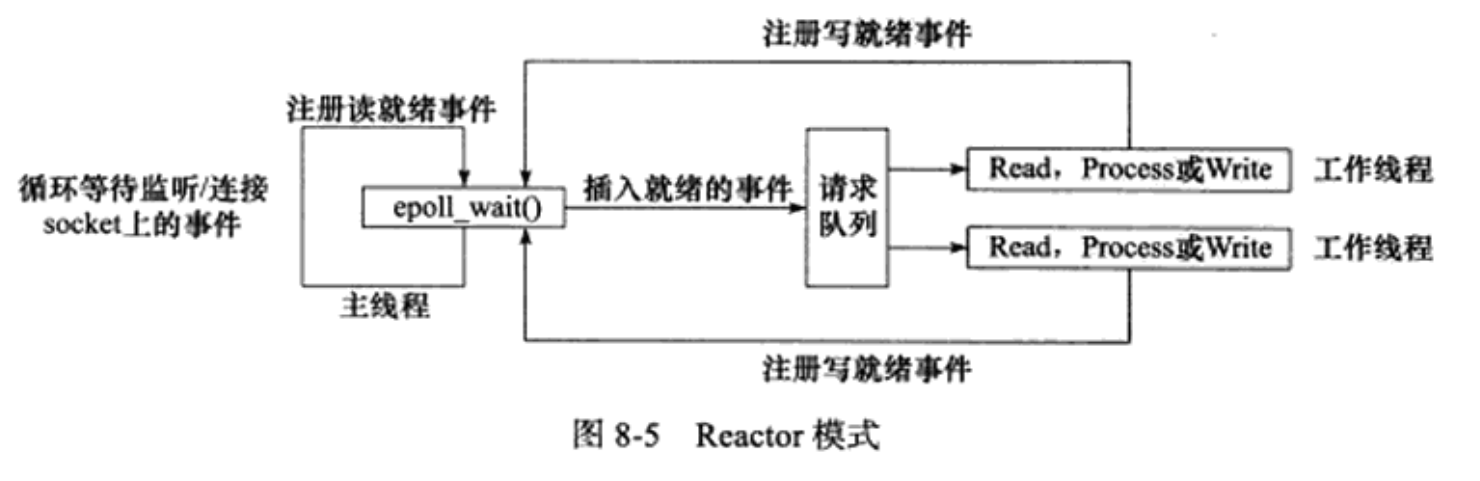 注册写就绪事件
注册读就绪事件
循环等待监听/连接
socket上的事件
epoll_wait()
插入就绪的事件
请求
队列
Read，Process或Write
工作线程
Read，Process或Write
工作线程
主线程
注册写就绪事件
图 8-5 Reactor 模式